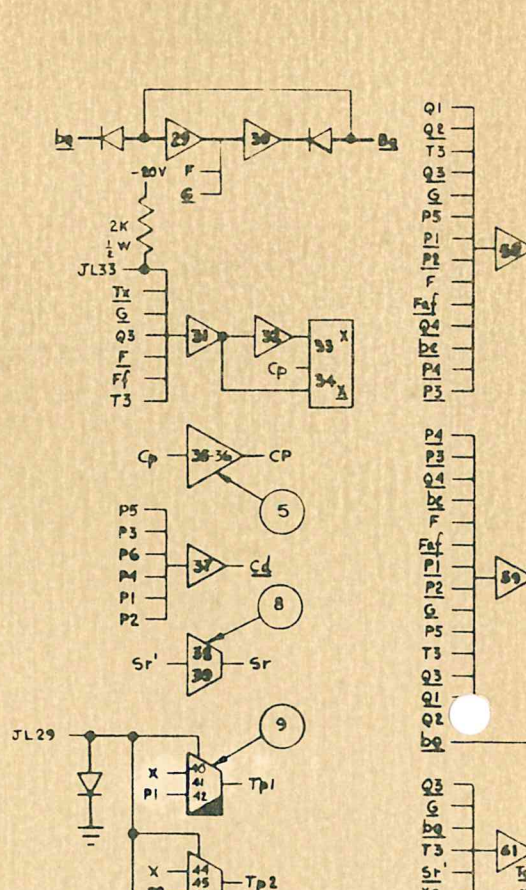 bq
29
30
Bq
-20V
F
G
2K
½ W
JL33
Tx
G
Q3
F
Ff
T3
31
32
33 X
Cp
34 X
Cp
35-36
CP
5
P5
P3
P6
P4
P1
P2
37
Cd
8
Sr'
38
39
Sr
JL29
9
X
P1
40
41
42
Tp1
X
44
45
Tp2
Q1
Q2
T3
Q3
G
P5
P1
P2
F
Faf
Q4
bc
P4
P3
58
P4
P3
Q4
bc
F
Faf
P1
P2
G
P5
T3
Q3
Q1
Q2
bq
59
Q3
G
bq
T3
Sr'
61